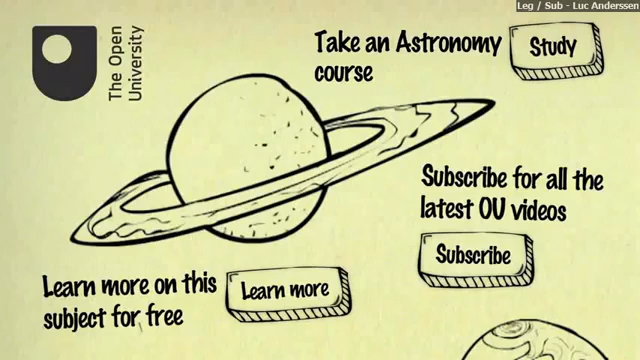 Leg / Sub - Luc Anderssen
The Open
University
Take an Astronomy
course
Study
Subscribe for all the
latest OU videos
Subscribe
Learn more on this
subject for free
Learn more